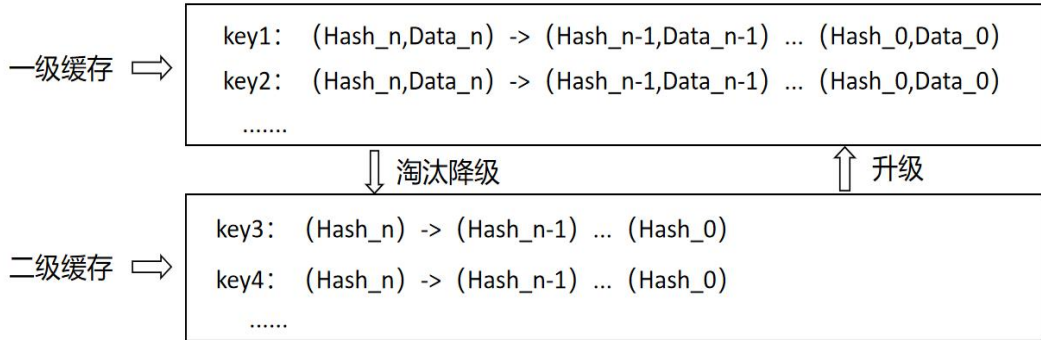 key1: (Hash_n,Data_n) -> (Hash_n-1,Data_n-1) ... (Hash_0,Data_0)
一级缓存
key2: (Hash_n,Data_n) -> (Hash_n-1,Data_n-1) ... (Hash_0,Data_0)
.......
淘汰降级 升级
key3: (Hash_n) -> (Hash_n-1) ... (Hash_0)
二级缓存
key4: (Hash_n) -> (Hash_n-1) ... (Hash_0)
......